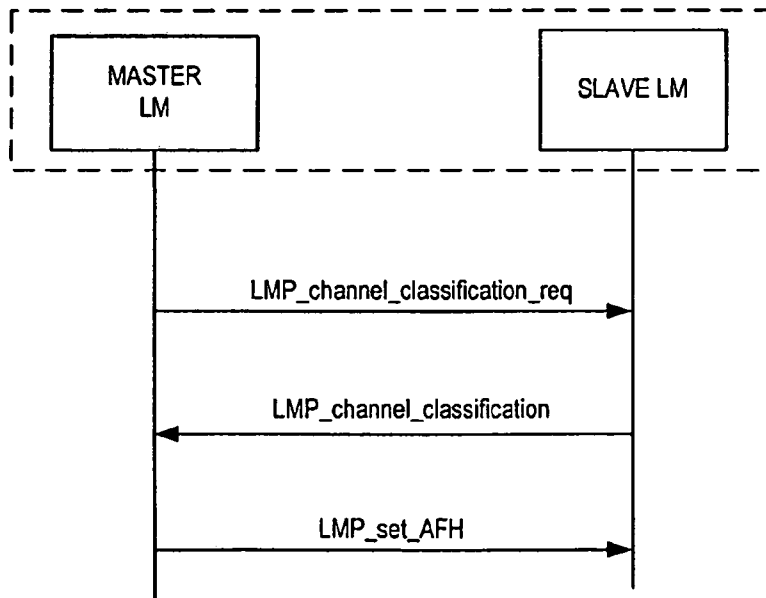 MASTER
LM
SLAVE LM
LMP_channel_classification_req
LMP_channel_classification
LMP_set_AFH